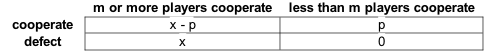 m or more players cooperate less than m players cooperate
cooperate x - p p
defect x 0